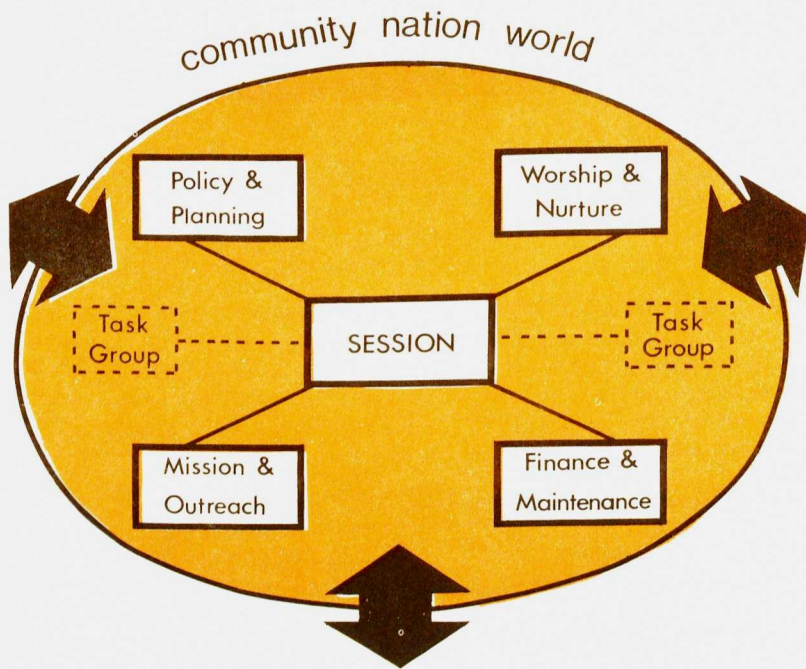 community nation world
Policy &
Planning
Worship &
Nurture
Task
Group
SESSION
Task
Group
Mission &
Outreach
Finance &
Maintenance